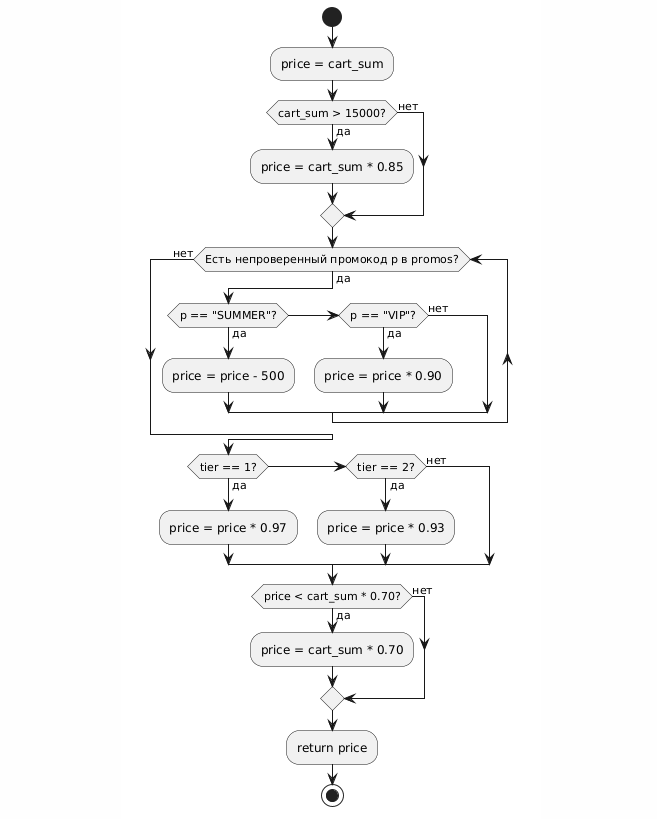 price = cart_sum
cart_sum > 15000?
нет
да
price = cart_sum * 0.85
нет
Есть непроверенный промокод p в promos?
да
p == "SUMMER"?
p == "VIP"?
нет
да
да
price = price - 500
price = price * 0.90
tier == 1?
tier == 2?
нет
да
да
price = price * 0.97
price = price * 0.93
price < cart_sum * 0.70?
нет
да
price = cart_sum * 0.70
return price